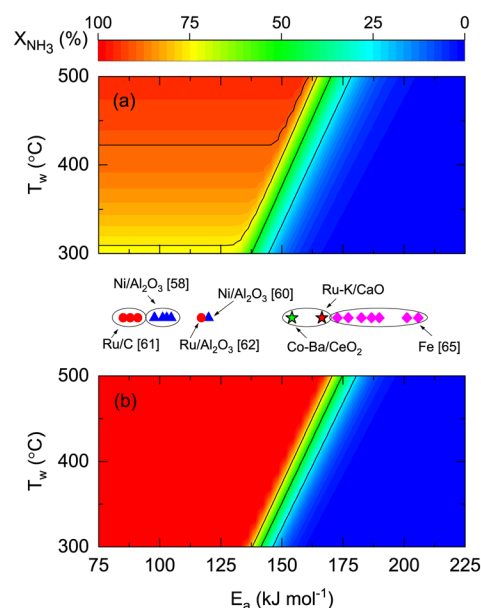 X_NH3 (%) 100 75 50 25 0
500
(a)
400
T_w (°C)
300
Ni/Al2O3 [58] Ni/Al2O3 [60] Ru-K/CaO
Ru/C [61] Ru/Al2O3 [62] Co-Ba/CeO2 Fe [65]
500
(b)
400
T_w (°C)
300
75 100 125 150 175 200 225
E_a (kJ mol⁻¹)